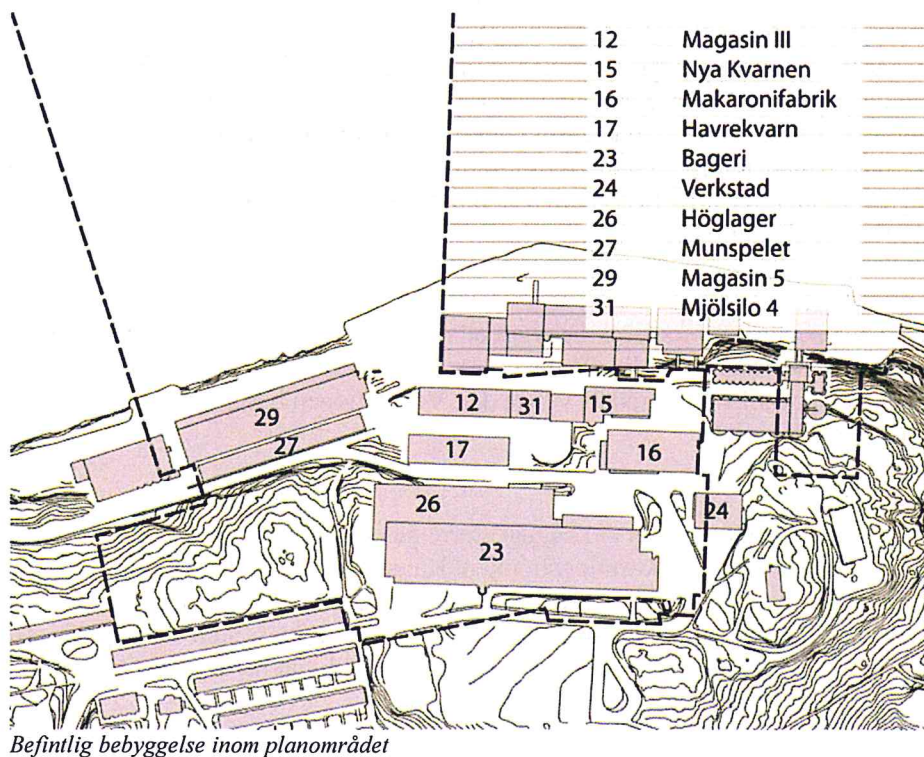 12 Magasin III
15 Nya Kvarnen
16 Makaronifabrik
17 Havrekvarn
23 Bageri
24 Verkstad
26 Höglager
27 Munspelet
29 Magasin 5
31 Mjölsilo 4
12
31
15
29
27
17
16
26
24
23
Befintlig bebyggelse inom planområdet